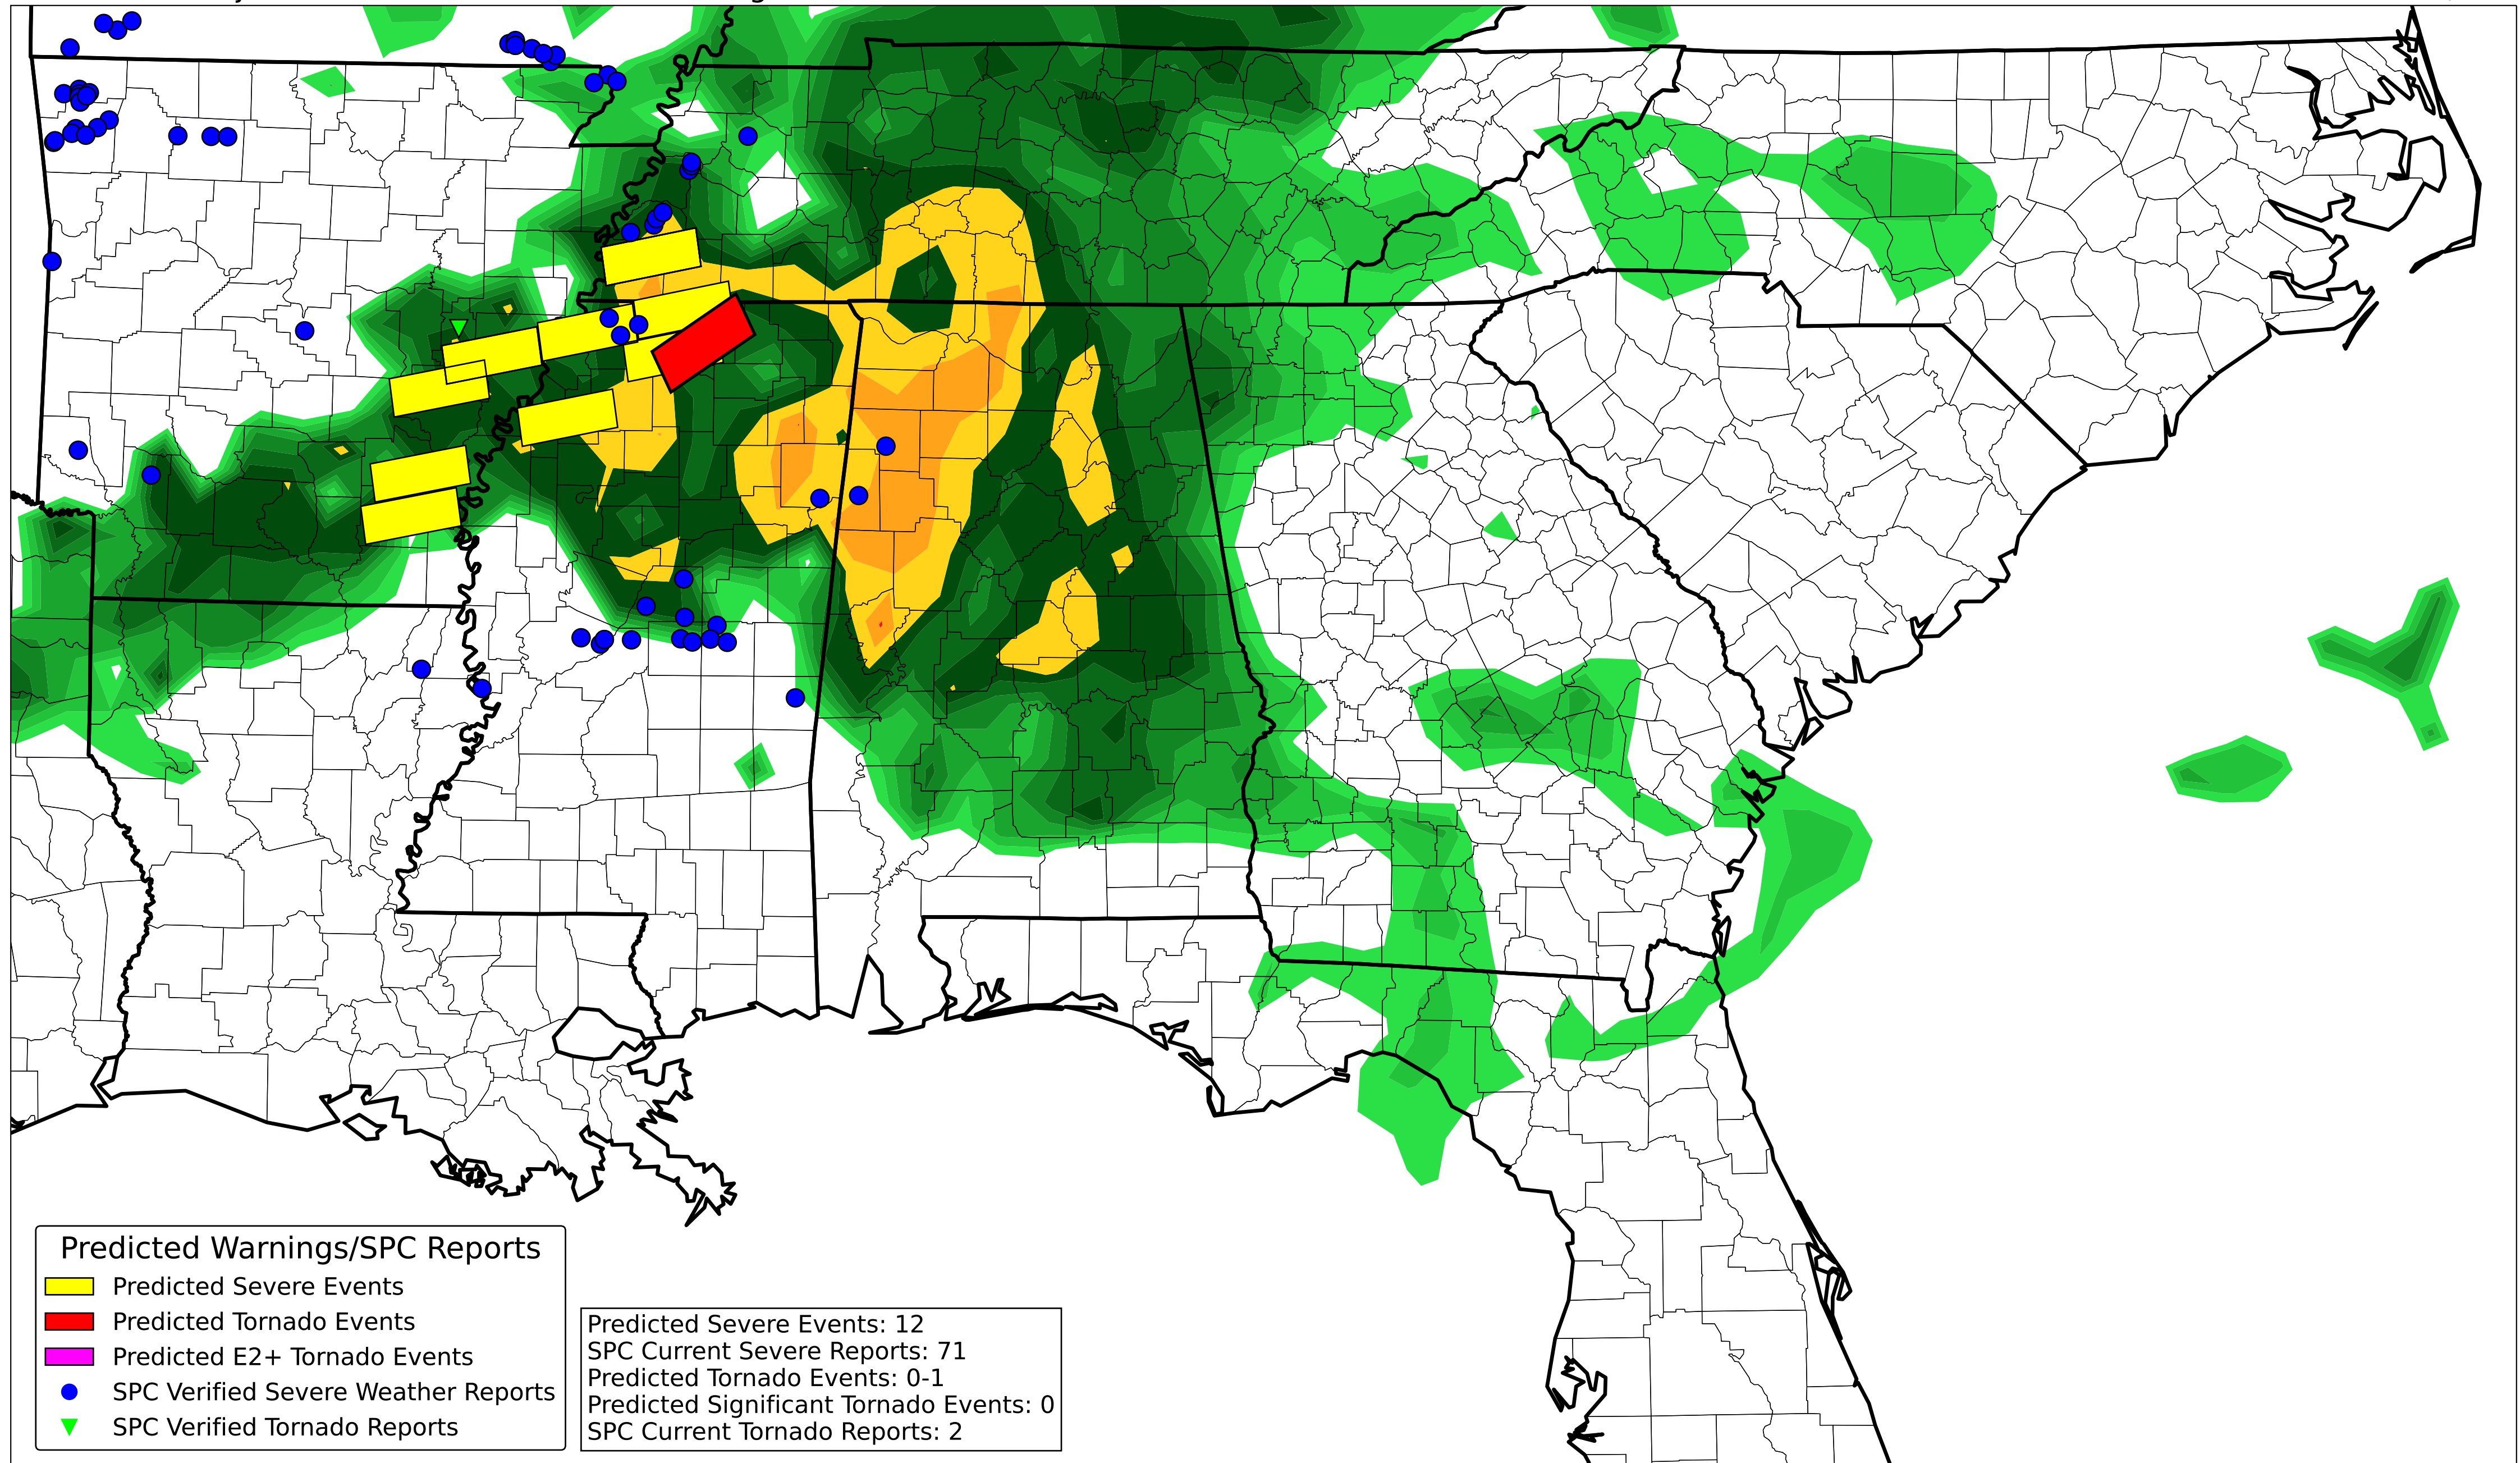 Predicted Warnings/SPC Reports
Predicted Severe Events
Predicted Tornado Events
Predicted E2+ Tornado Events
SPC Verified Severe Weather Reports
SPC Verified Tornado Reports
Predicted Severe Events: 12
SPC Current Severe Reports: 71
Predicted Tornado Events: 0-1
Predicted Significant Tornado Events: 0
SPC Current Tornado Reports: 2